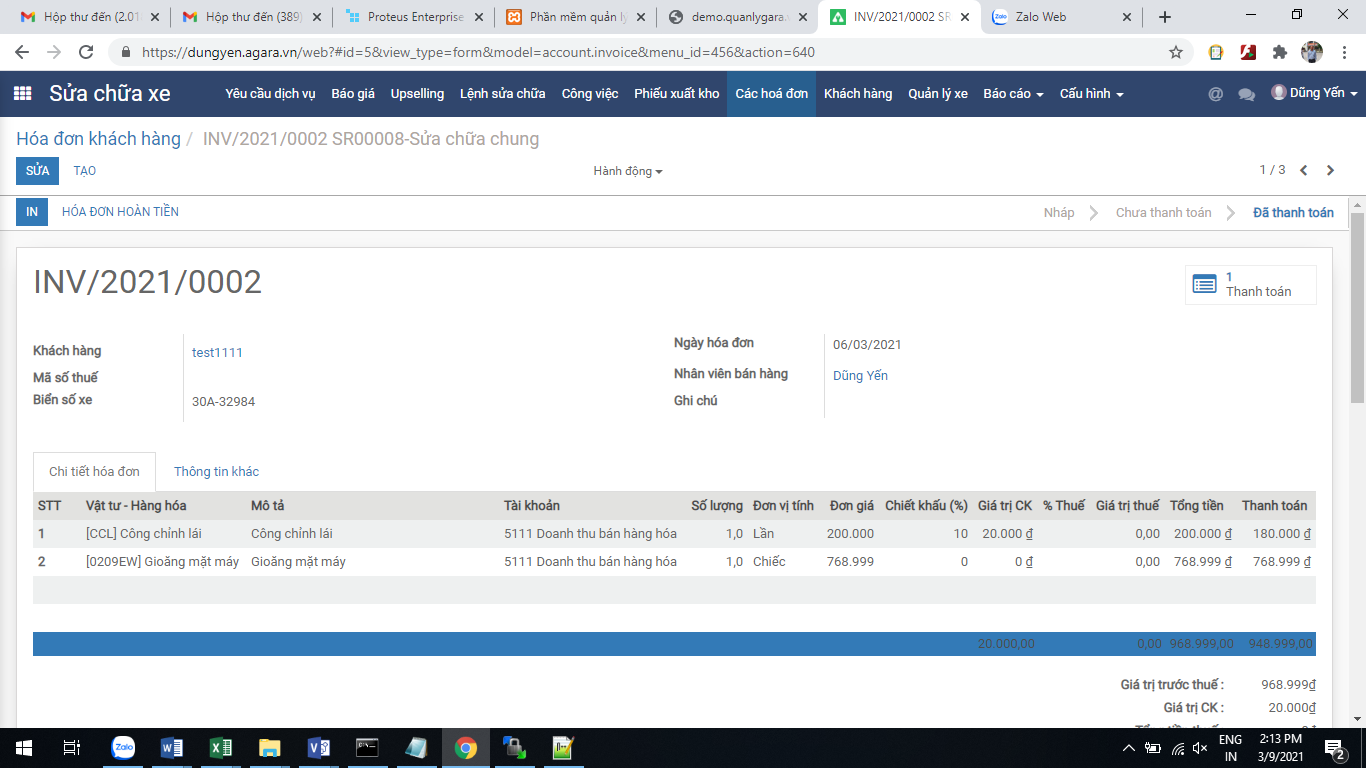 Hộp thư đến (2.01
Hộp thư đến (389)
Proteus Enterprise
Phần mềm quản lý
demo.quanlygara.
INV/2021/0002 SR
Zalo Web
https://dungyen.agara.vn/web?#id=5&view_type=form&model=account.invoice&menu_id=456&action=640
Sửa chữa xe
Yêu cầu dịch vụ
Báo giá
Upselling
Lệnh sửa chữa
Công việc
Phiếu xuất kho
Các hoá đơn
Khách hàng
Quản lý xe
Báo cáo
Cấu hình
@
Dũng Yến
Hóa đơn khách hàng / INV/2021/0002 SR00008-Sửa chữa chung
SỬA
TẠO
Hành động
1 / 3
IN
HÓA ĐƠN HOÀN TIỀN
Nháp
Chưa thanh toán
Đã thanh toán
INV/2021/0002
1
Thanh toán
Khách hàng
test1111
Mã số thuế
Biển số xe
30A-32984
Ngày hóa đơn
06/03/2021
Nhân viên bán hàng
Dũng Yến
Ghi chú
Chi tiết hóa đơn
Thông tin khác
STT Vật tư - Hàng hóa Mô tả Tài khoản Số lượng Đơn vị tính Đơn giá Chiết khấu (%) Giá trị CK % Thuế Giá trị thuế Tổng tiền Thanh toán
1 [CCL] Công chỉnh lái Công chỉnh lái 5111 Doanh thu bán hàng hóa 1,0 Lần 200.000 10 20.000 ₫ 0,00 200.000 ₫ 180.000 ₫
2 [0209EW] Gioăng mặt máy Gioăng mặt máy 5111 Doanh thu bán hàng hóa 1,0 Chiếc 768.999 0 0 ₫ 0,00 768.999 ₫ 768.999 ₫
20.000,00 0,00 968.999,00 948.999,00
Giá trị trước thuế : 968.999₫
Giá trị CK : 20.000₫
Zalo
ENG
IN
2:13 PM
3/9/2021
2